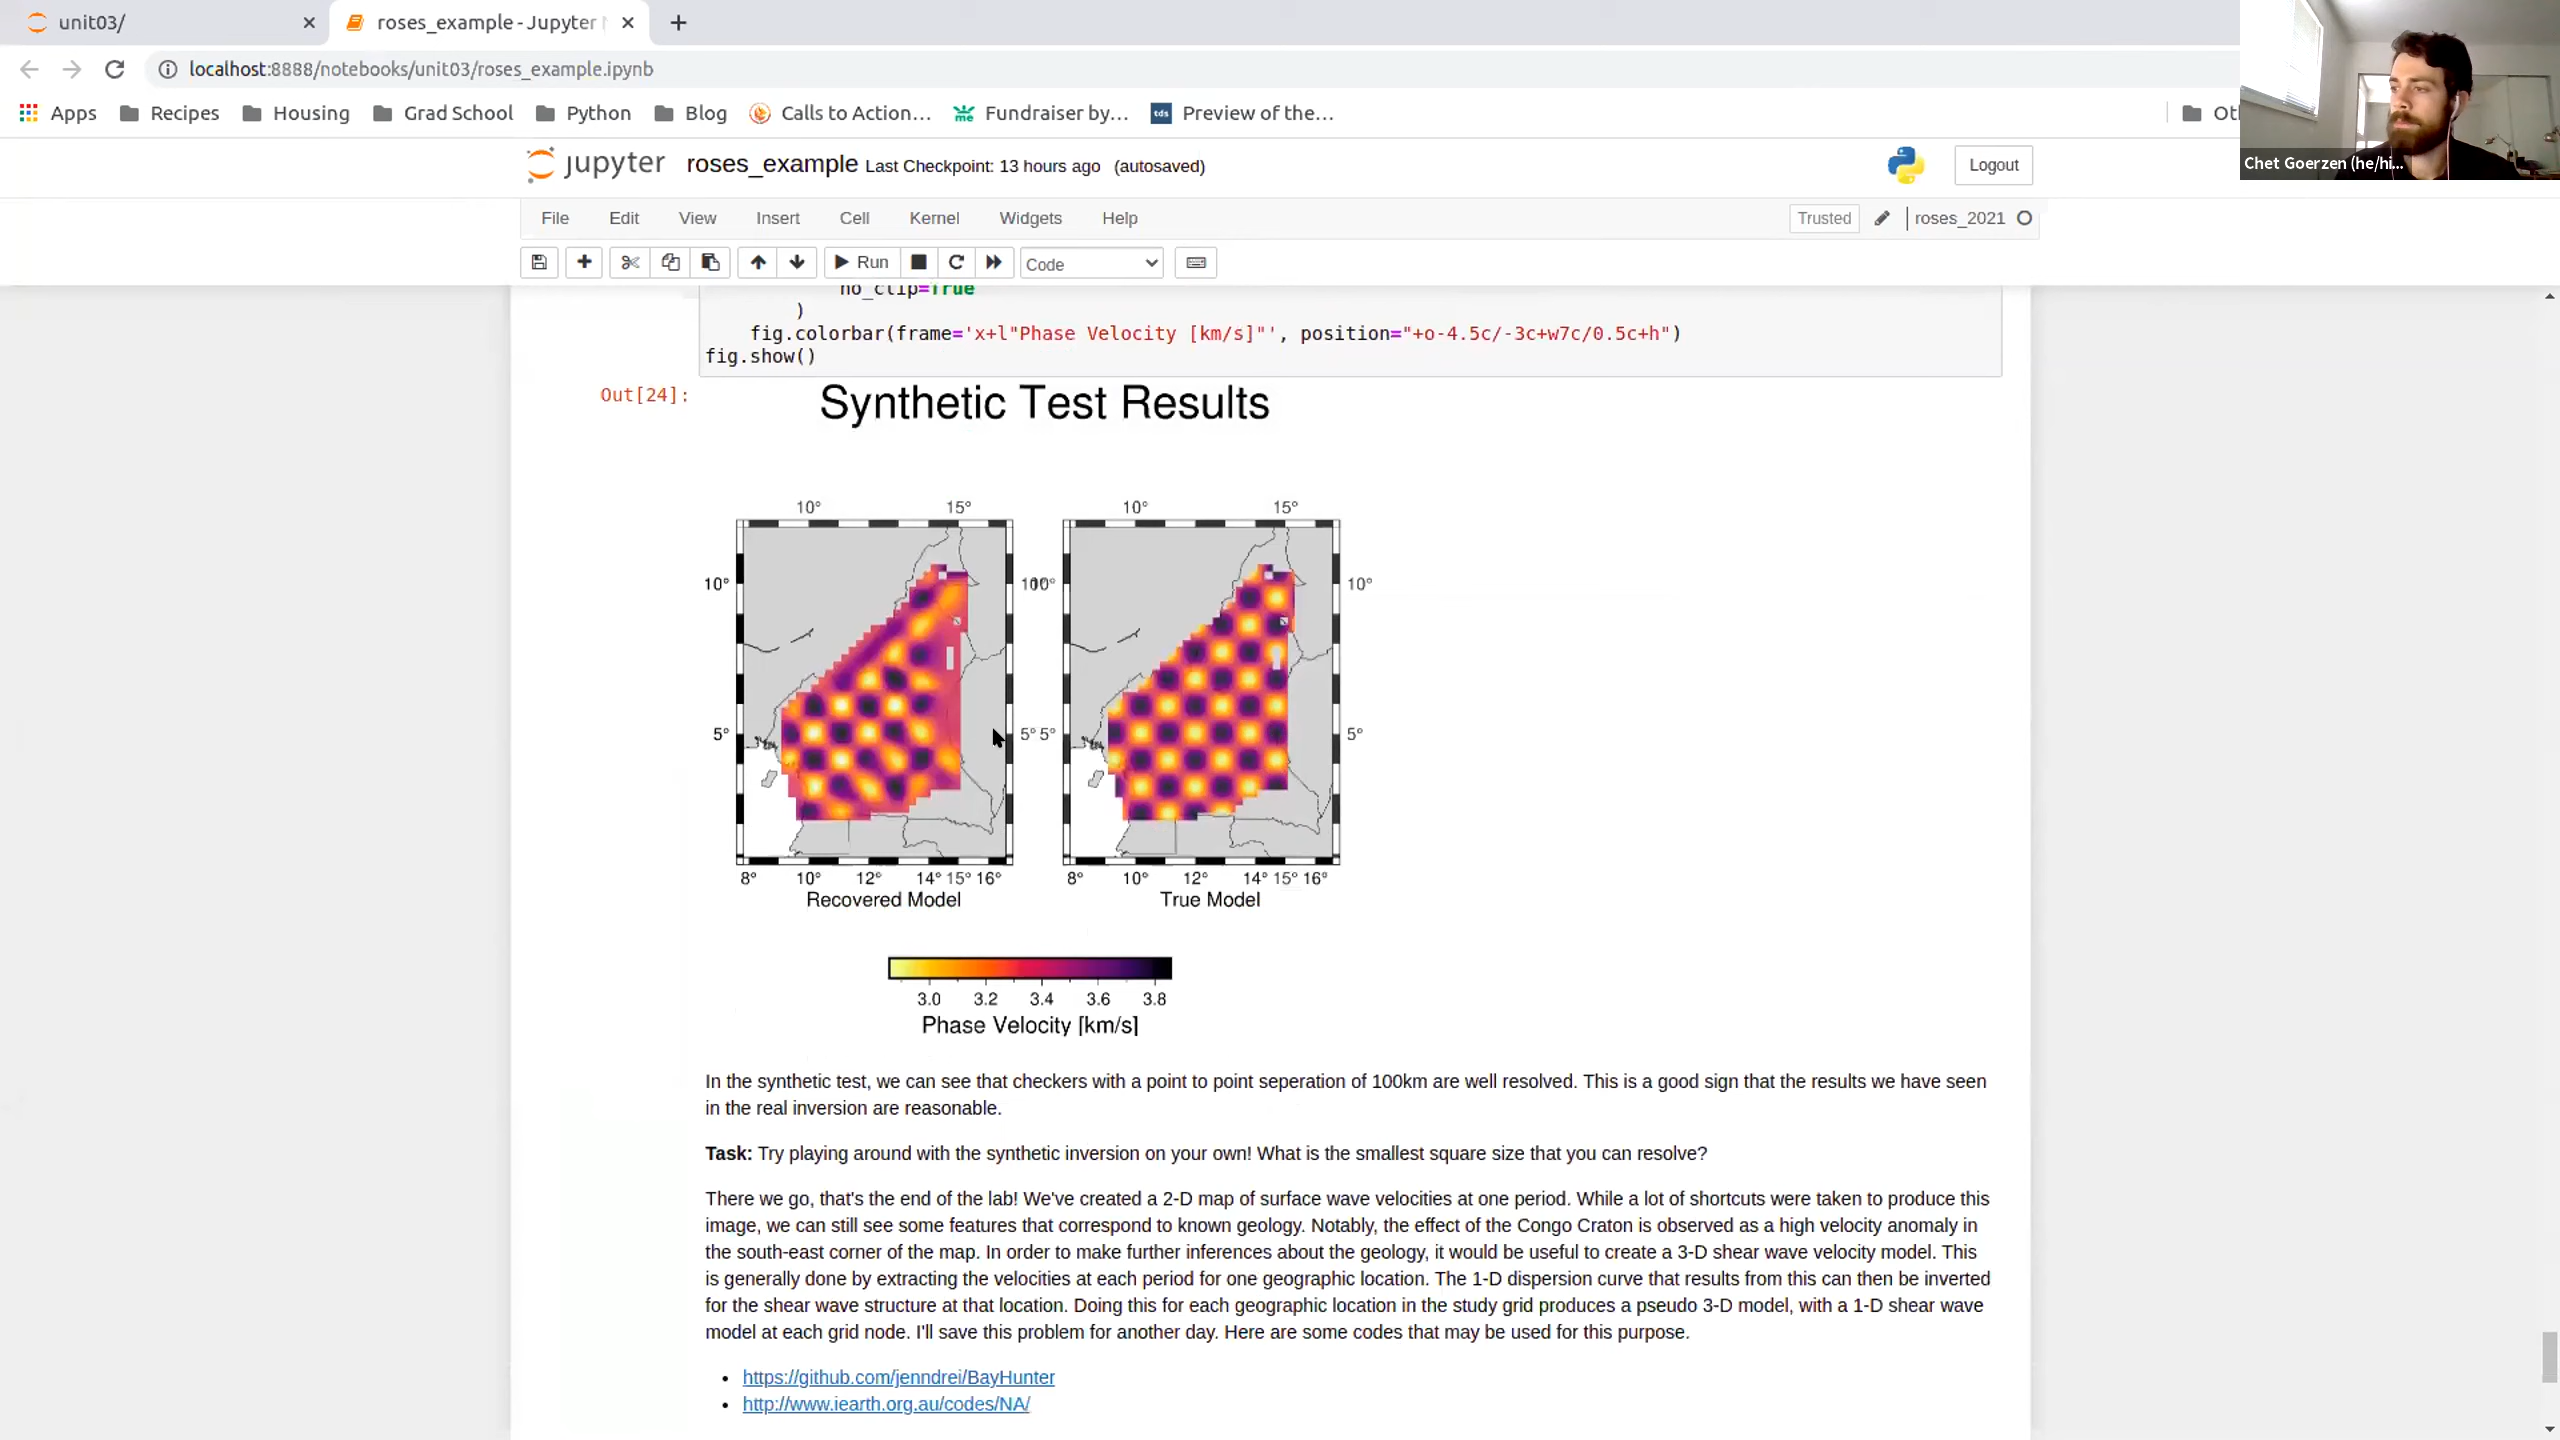 unit03/
roses_example - Jupyter N
localhost:8888/notebooks/unit03/roses_example.ipynb
Apps Recipes Housing Grad School Python Blog Calls to Action... Fundraiser by... tds Preview of the... Ot
Chet Goerzen (he/hi...
jupyter roses_example Last Checkpoint: 13 hours ago (autosaved) Logout
File Edit View Insert Cell Kernel Widgets Help Trusted roses_2021
Run Code
no_clip=True
)
fig.colorbar(frame='x+l"Phase Velocity [km/s]"', position="+o-4.5c/-3c+w7c/0.5c+h")
fig.show()
Out[24]:
Synthetic Test Results
10° 15° 10° 15°
10° 10° 10° 10°
5° 5° 5° 5°
8° 10° 12° 14° 15° 16° 8° 10° 12° 14° 15° 16°
Recovered Model True Model
3.0 3.2 3.4 3.6 3.8
Phase Velocity [km/s]
In the synthetic test, we can see that checkers with a point to point seperation of 100km are well resolved. This is a good sign that the results we have seen
in the real inversion are reasonable.
Task: Try playing around with the synthetic inversion on your own! What is the smallest square size that you can resolve?
There we go, that's the end of the lab! We've created a 2-D map of surface wave velocities at one period. While a lot of shortcuts were taken to produce this
image, we can still see some features that correspond to known geology. Notably, the effect of the Congo Craton is observed as a high velocity anomaly in
the south-east corner of the map. In order to make further inferences about the geology, it would be useful to create a 3-D shear wave velocity model. This
is generally done by extracting the velocities at each period for one geographic location. The 1-D dispersion curve that results from this can then be inverted
for the shear wave structure at that location. Doing this for each geographic location in the study grid produces a pseudo 3-D model, with a 1-D shear wave
model at each grid node. I'll save this problem for another day. Here are some codes that may be used for this purpose.
• https://github.com/jenndrei/BayHunter
• http://www.iearth.org.au/codes/NA/